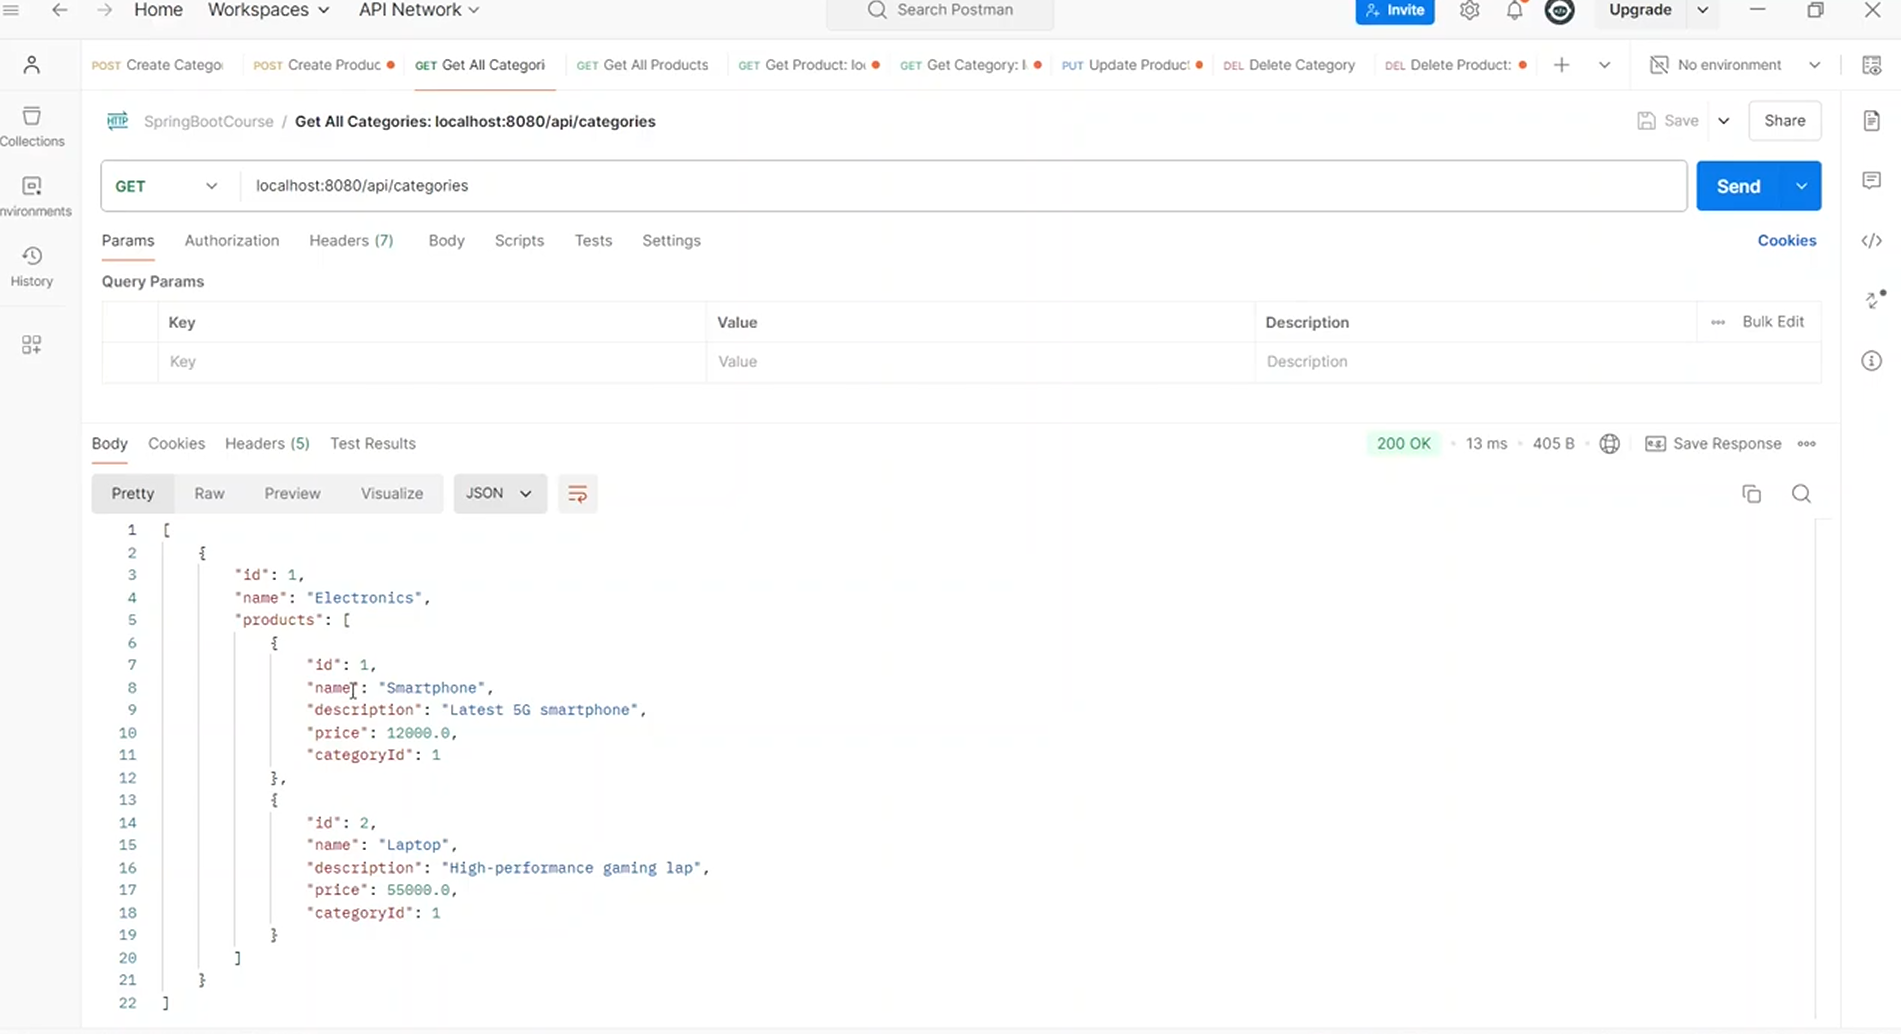 Home Workspaces API Network Search Postman Invite Upgrade
POST Create Catego POST Create Produc GET Get All Categori GET Get All Products GET Get Product: GET Get Category: PUT Update Product DEL Delete Category DEL Delete Product: No environment
HTTP SpringBootCourse / Get All Categories: localhost:8080/api/categories Save Share
GET localhost:8080/api/categories Send
Collections
nvironments
History
Params Authorization Headers (7) Body Scripts Tests Settings Cookies
Query Params
Key Value Description Bulk Edit
Key Value Description
Body Cookies Headers (5) Test Results 200 OK 13 ms 405 B e.g. Save Response
Pretty Raw Preview Visualize JSON
1 [
2 {
3 "id": 1,
4 "name": "Electronics",
5 "products": [
6 {
7 "id": 1,
8 "name": "Smartphone",
9 "description": "Latest 5G smartphone",
10 "price": 12000.0,
11 "categoryId": 1
12 },
13 {
14 "id": 2,
15 "name": "Laptop",
16 "description": "High-performance gaming lap",
17 "price": 55000.0,
18 "categoryId": 1
19 }
20 ]
21 }
22 ]